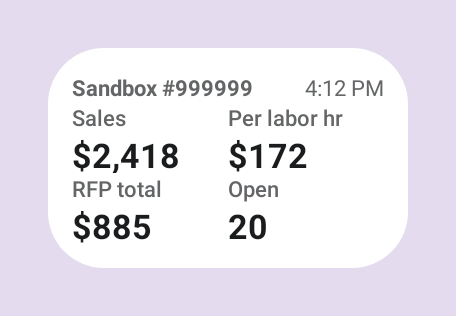 Sandbox #999999 4:12 PM
Sales Per labor hr
$2,418 $172
RFP total Open
$885 20